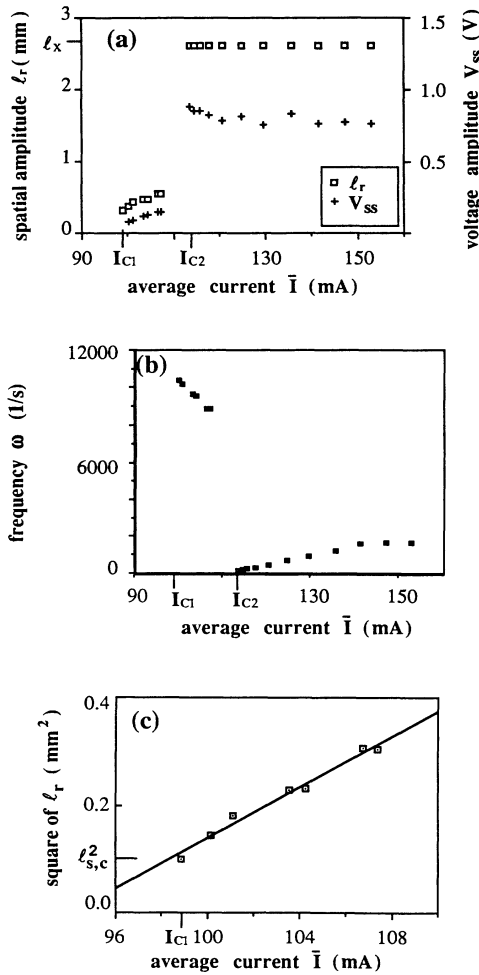 (a)
spatial amplitude ℓr (mm)
3
ℓx
2
1
0
1.5
1.0
0.5
0
voltage amplitude Vss (V)
ℓr
Vss
90 IC1 IC2 130 150
average current Ī (mA)
(b)
frequency ω (1/s)
12000
6000
0
90 IC1 IC2 130 150
average current Ī (mA)
(c)
square of ℓr (mm²)
0.4
0.2
ℓ²s,c
0.0
96 IC1 100 104 108
average current Ī (mA)